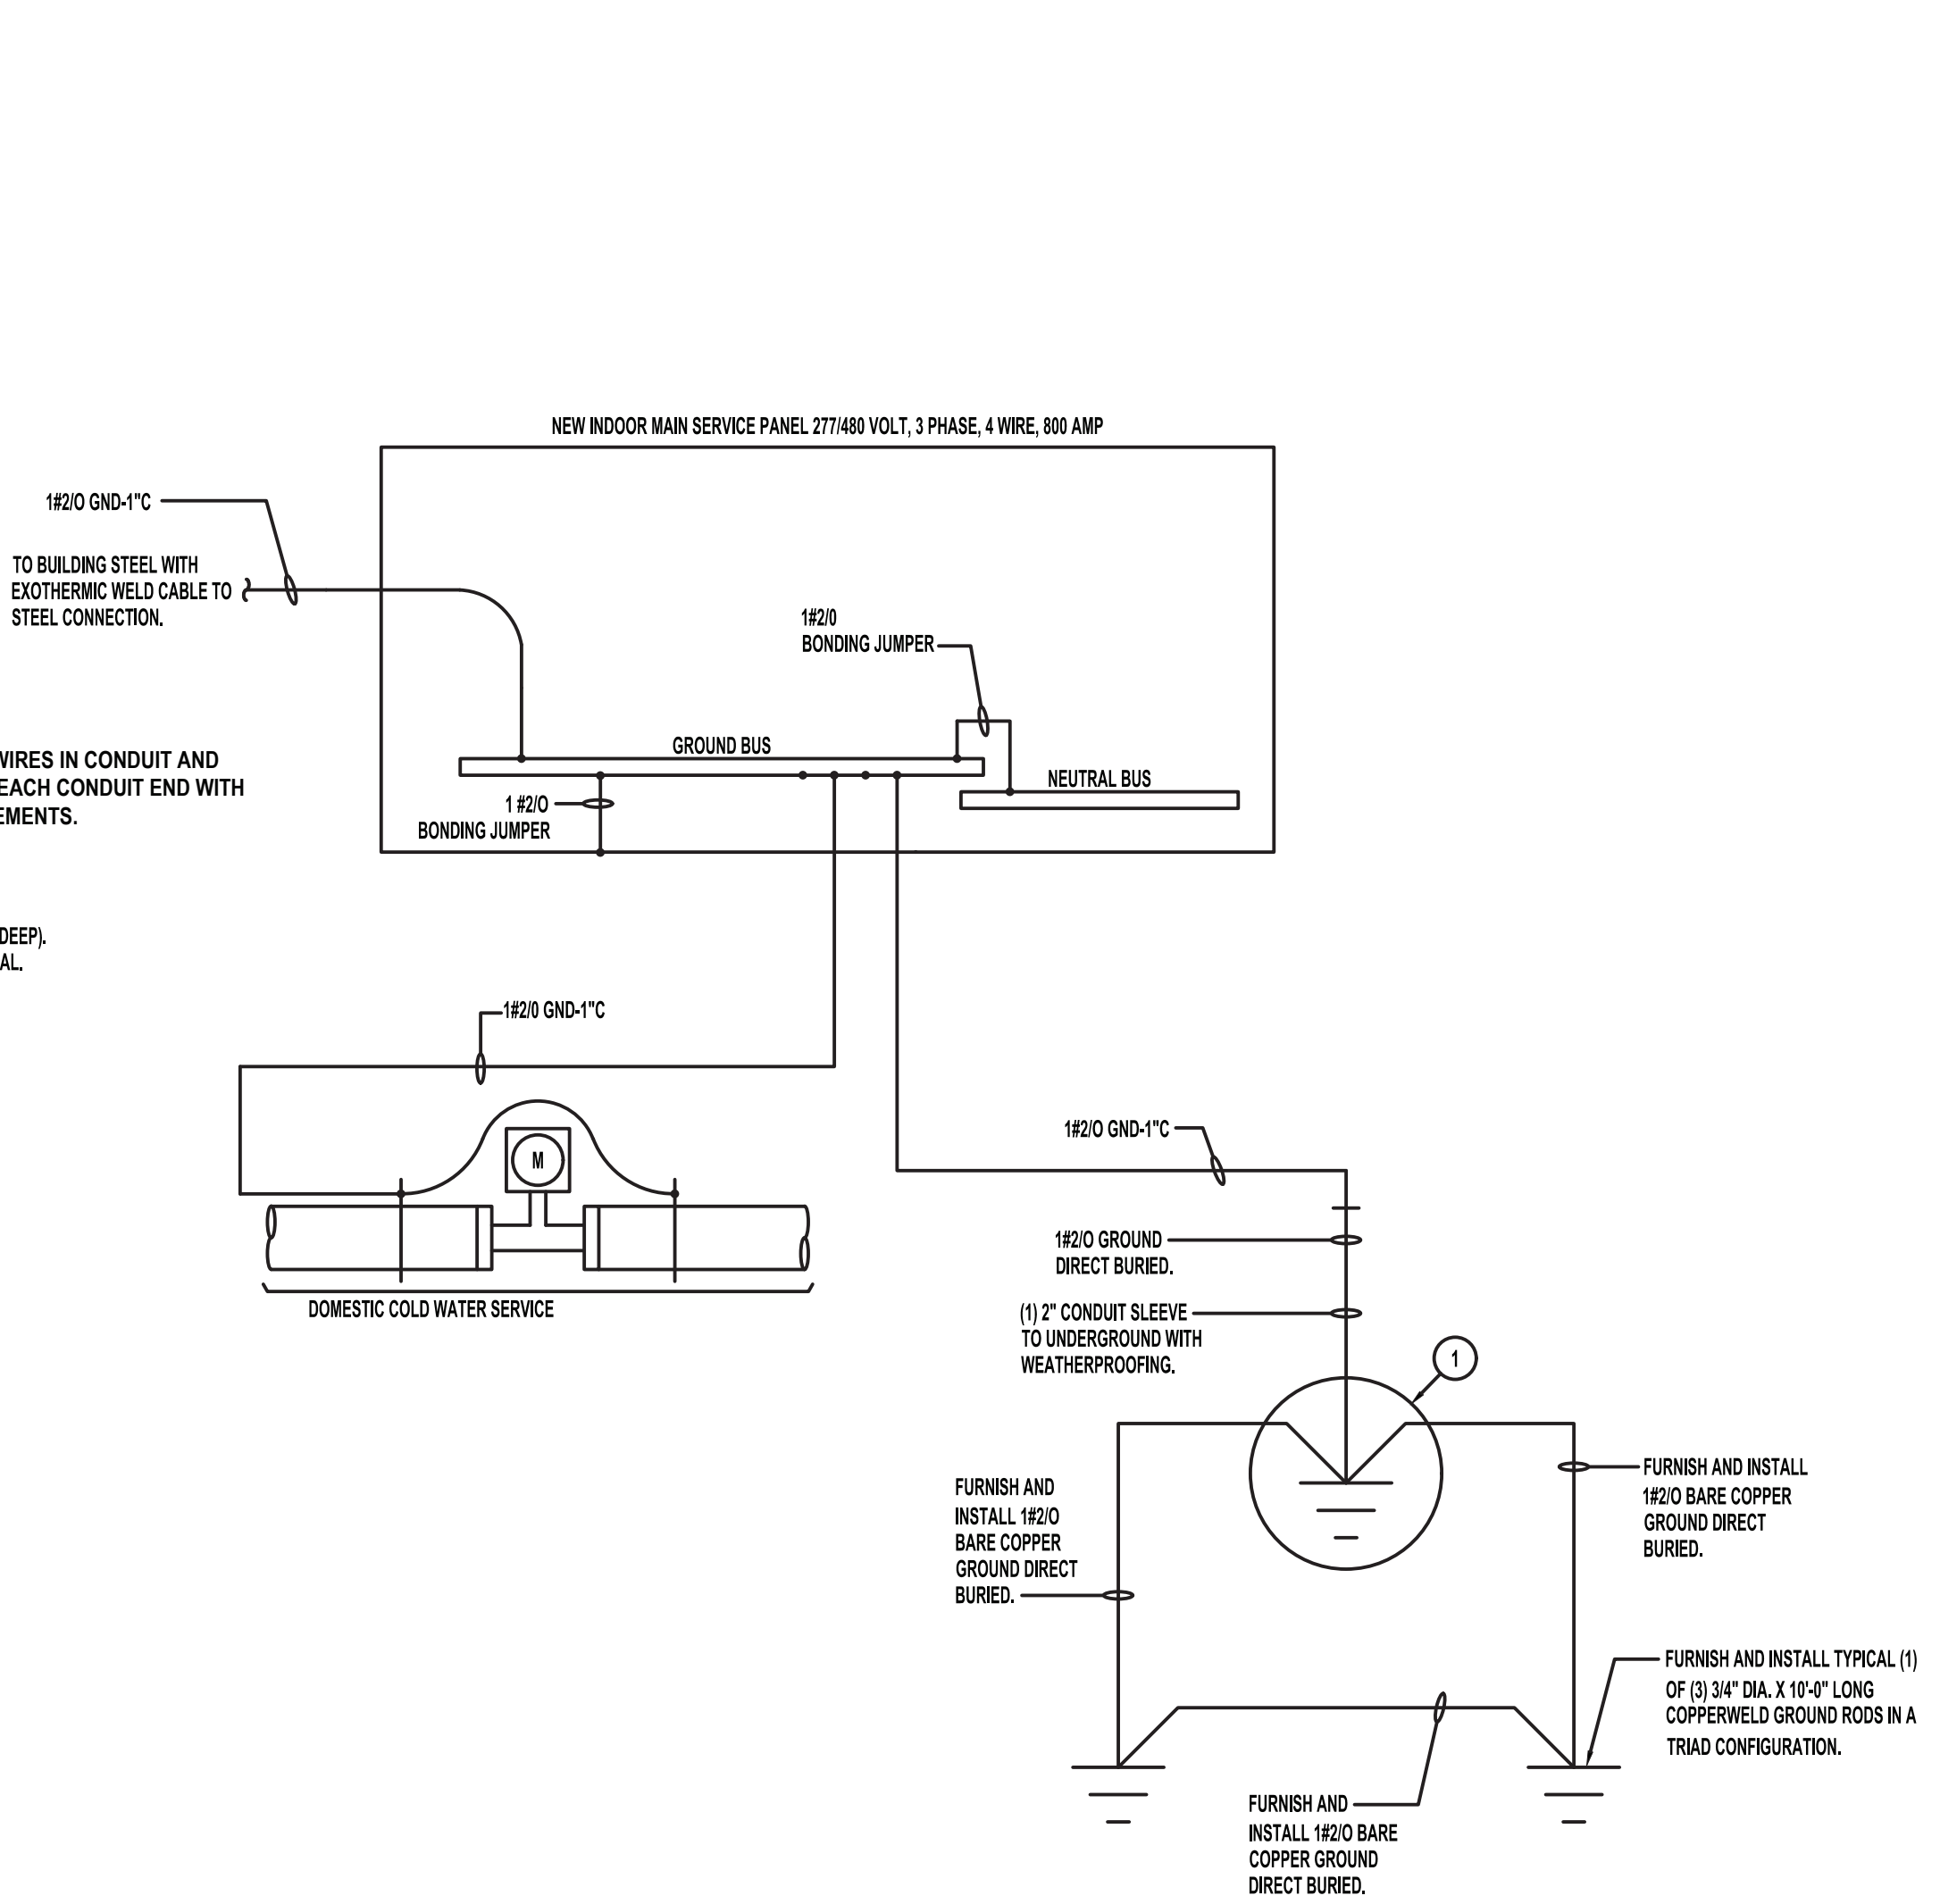 NEW INDOOR MAIN SERVICE PANEL 277/480 VOLT, 3 PHASE, 4 WIRE, 800 AMP
1#2/O GND-1"C
TO BUILDING STEEL WITH
EXOTHERMIC WELD CABLE TO
STEEL CONNECTION.
1#2/0
BONDING JUMPER
GROUND BUS
NEUTRAL BUS
1 #2/O
BONDING JUMPER
WIRES IN CONDUIT AND
EACH CONDUIT END WITH
DEEP).
1#2/0 GND-1"C
M
DOMESTIC COLD WATER SERVICE
1#2/O GND-1"C
1#2/O GROUND
DIRECT BURIED.
(1) 2" CONDUIT SLEEVE
TO UNDERGROUND WITH
WEATHERPROOFING.
1
FURNISH AND
INSTALL 1#2/O
BARE COPPER
GROUND DIRECT
BURIED.
FURNISH AND INSTALL
1#2/O BARE COPPER
GROUND DIRECT
BURIED.
FURNISH AND INSTALL TYPICAL (1)
OF (3) 3/4" DIA. X 10'-0" LONG
COPPERWELD GROUND RODS IN A
TRIAD CONFIGURATION.
FURNISH AND
INSTALL 1#2/O BARE
COPPER GROUND
DIRECT BURIED.